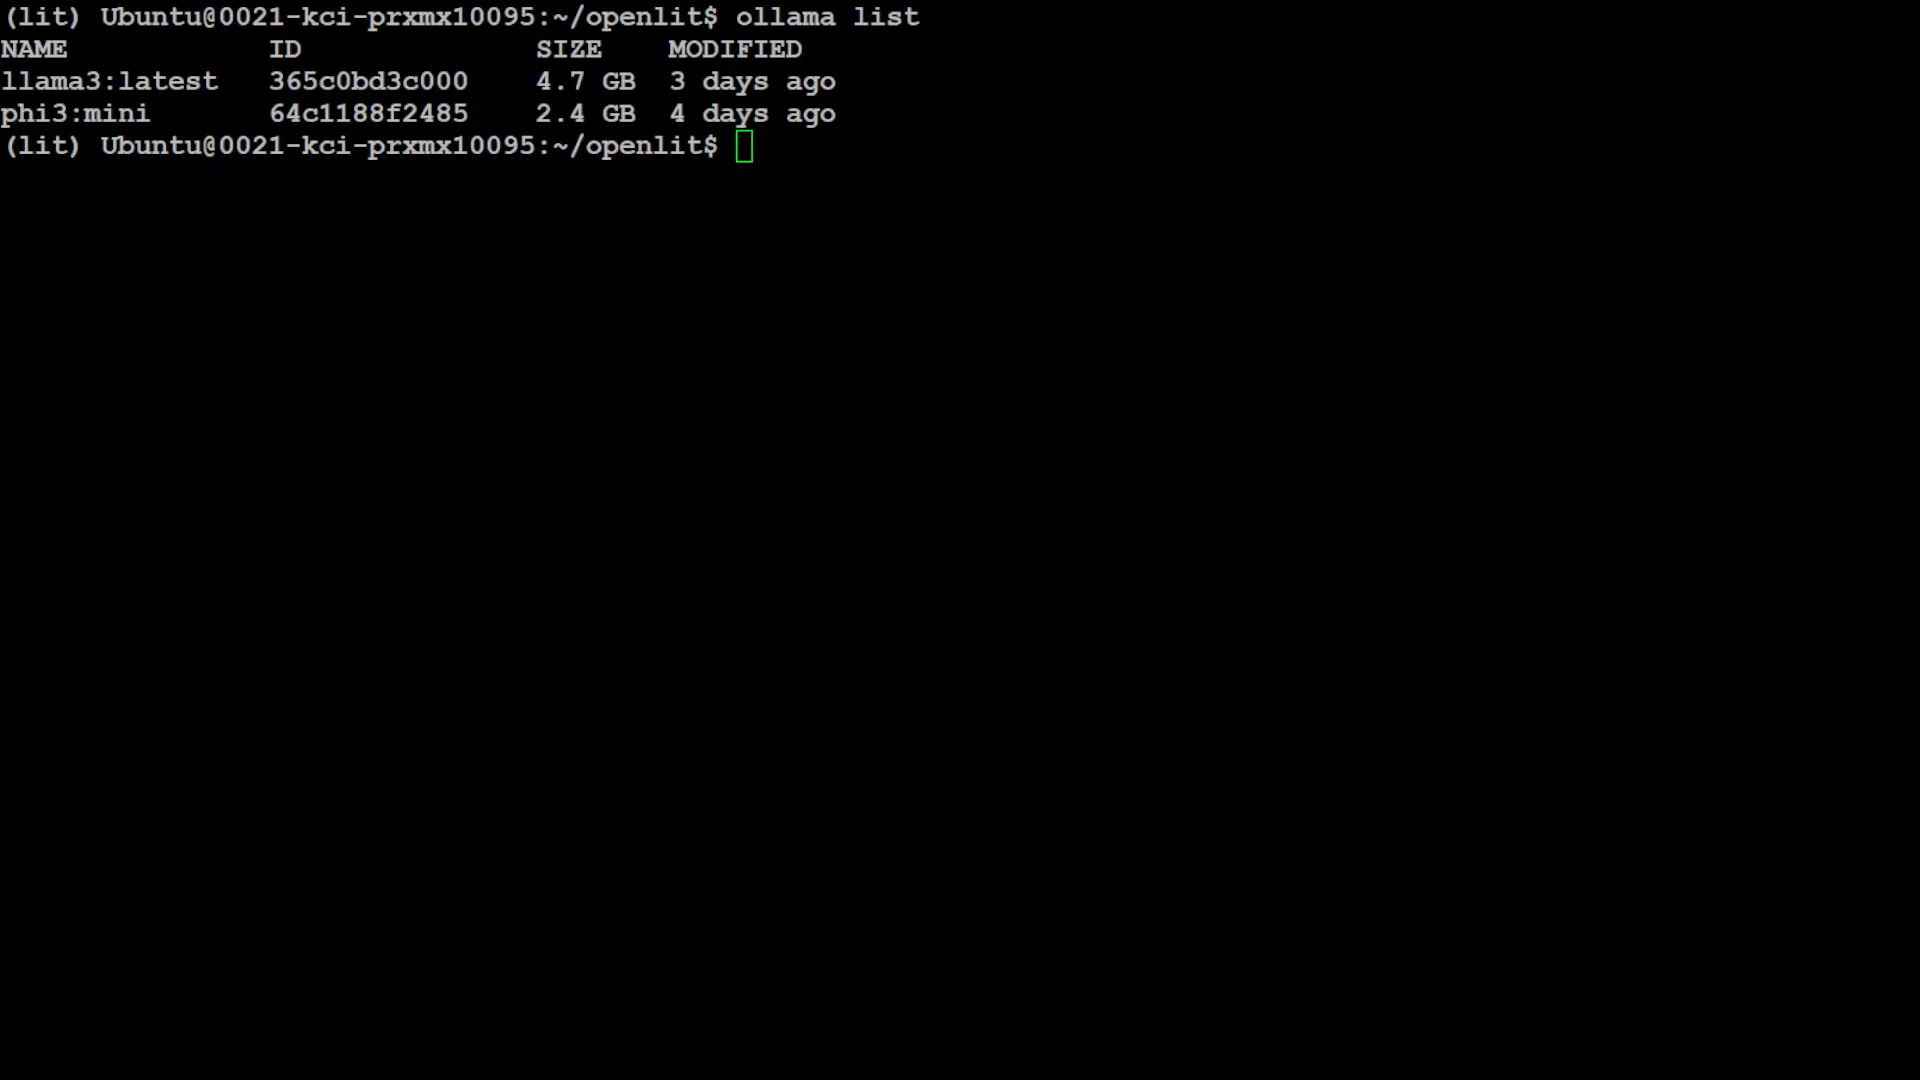 (lit) Ubuntu@0021-kci-prxmx10095:~/openlit$ ollama list
NAME ID SIZE MODIFIED
llama3:latest 365c0bd3c000 4.7 GB 3 days ago
phi3:mini 64c1188f2485 2.4 GB 4 days ago
(lit) Ubuntu@0021-kci-prxmx10095:~/openlit$